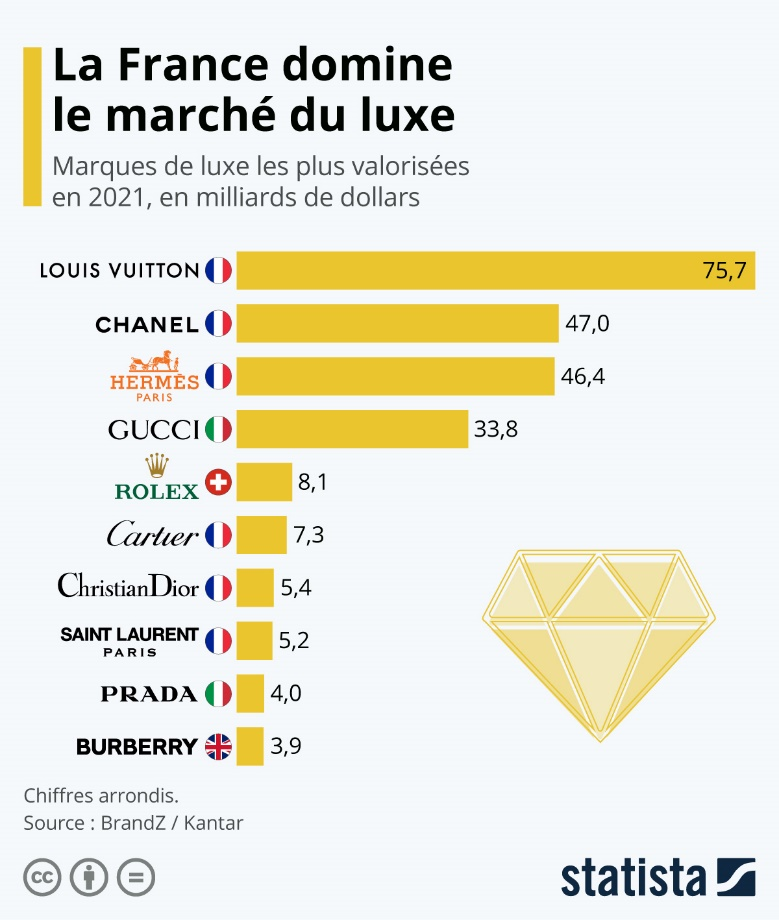 La France domine
le marché du luxe
Marques de luxe les plus valorisées
en 2021, en milliards de dollars
LOUIS VUITTON 75,7
CHANEL 47,0
HERMÈS
PARIS
46,4
GUCCI 33,8
ROLEX 8,1
Cartier 7,3
ChristianDior 5,4
SAINT LAURENT
PARIS
5,2
PRADA 4,0
BURBERRY 3,9
Chiffres arrondis.
Source : BrandZ / Kantar
cc
=
statista